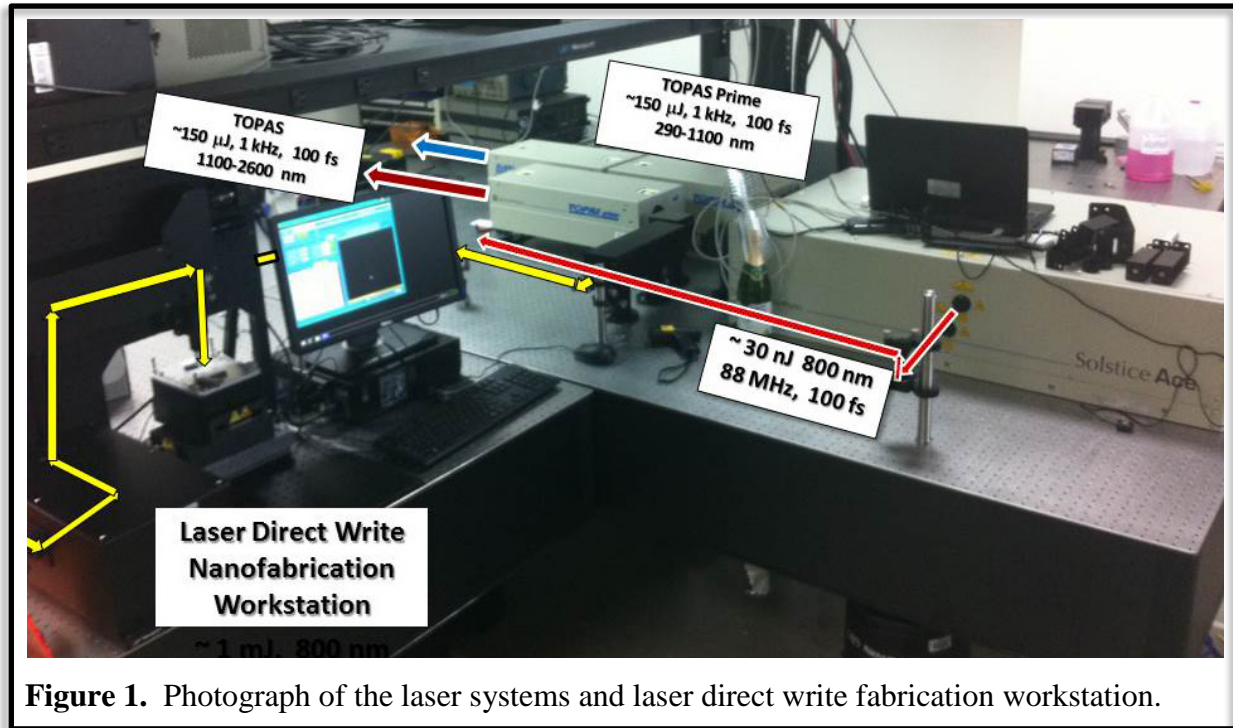 TOPAS
~150 μJ, 1 kHz, 100 fs
1100-2600 nm
TOPAS Prime
~150 μJ, 1 kHz, 100 fs
290-1100 nm
TOPAS
~ 30 nJ 800 nm
88 MHz, 100 fs
Solstice Ace
Laser Direct Write
Nanofabrication
Workstation
~ 1 mJ, 800 nm
Figure 1. Photograph of the laser systems and laser direct write fabrication workstation.